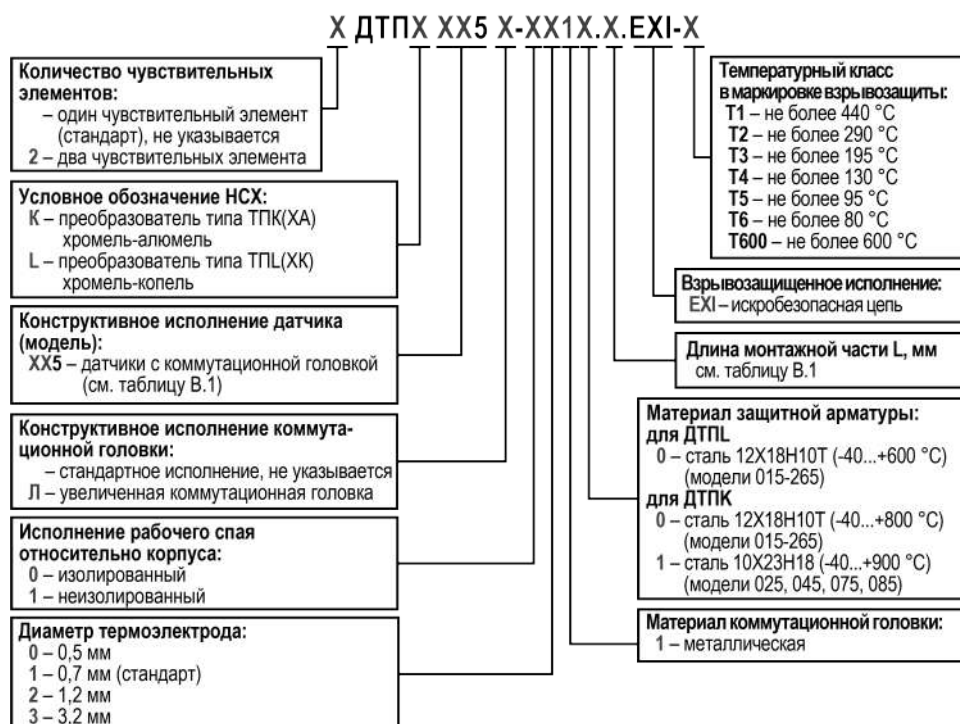 Х ДТПХ ХХ5 Х-ХХ1Х.Х.EXI-Х
Количество чувствительных
элементов:
– один чувствительный элемент
(стандарт), не указывается
2 – два чувствительных элемента
Условное обозначение НСХ:
К – преобразователь типа ТПК(ХА)
хромель-алюмель
L – преобразователь типа ТПL(ХК)
хромель-копель
Конструктивное исполнение датчика
(модель):
ХХ5 – датчики с коммутационной головкой
(см. таблицу В.1)
Конструктивное исполнение коммута-
ционной головки:
– стандартное исполнение, не указывается
Л – увеличенная коммутационная головка
Исполнение рабочего спая
относительно корпуса:
0 – изолированный
1 – неизолированный
Диаметр термоэлектрода:
0 – 0,5 мм
1 – 0,7 мм (стандарт)
2 – 1,2 мм
3 – 3,2 мм
Температурный класс
в маркировке взрывозащиты:
Т1 – не более 440 °С
Т2 – не более 290 °С
Т3 – не более 195 °С
Т4 – не более 130 °С
Т5 – не более 95 °С
Т6 – не более 80 °С
Т600 – не более 600 °С
Взрывозащищенное исполнение:
EXI – искробезопасная цепь
Длина монтажной части L, мм
см. таблицу В.1
Материал защитной арматуры:
для ДТПL
0 – сталь 12Х18Н10Т (-40...+600 °С)
(модели 015-265)
для ДТПК
0 – сталь 12Х18Н10Т (-40...+800 °С)
(модели 015-265)
1 – сталь 10Х23Н18 (-40...+900 °С)
(модели 025, 045, 075, 085)
Материал коммутационной головки:
1 – металлическая